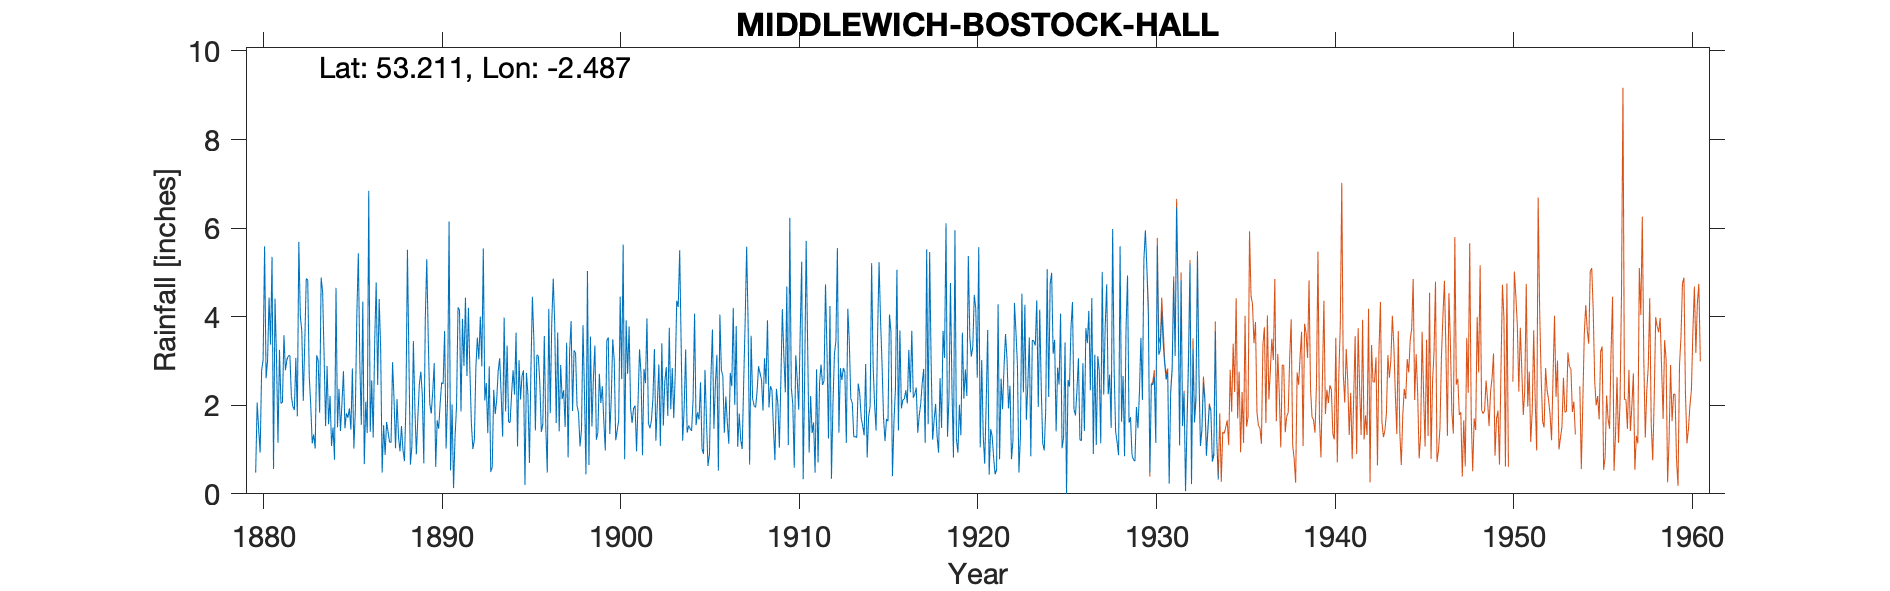 MIDDLEWICH-BOSTOCK-HALL
Lat: 53.211, Lon: -2.487
Rainfall [inches]
10
8
6
4
2
0
1880 1890 1900 1910 1920 1930 1940 1950 1960
Year